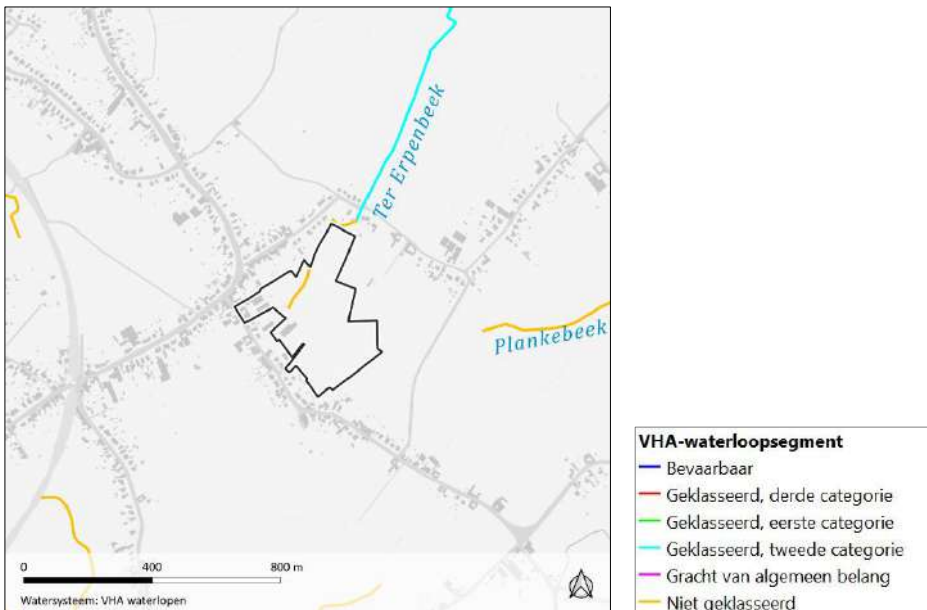 Ter Erpenbeek
Plankebeek
0 400 800 m
Watersysteem: VHA waterlopen
VHA-waterloopsegment
Bevaarbaar
Geklasseerd, derde categorie
Geklasseerd, eerste categorie
Geklasseerd, tweede categorie
Gracht van algemeen belang
Niet geklasseerd